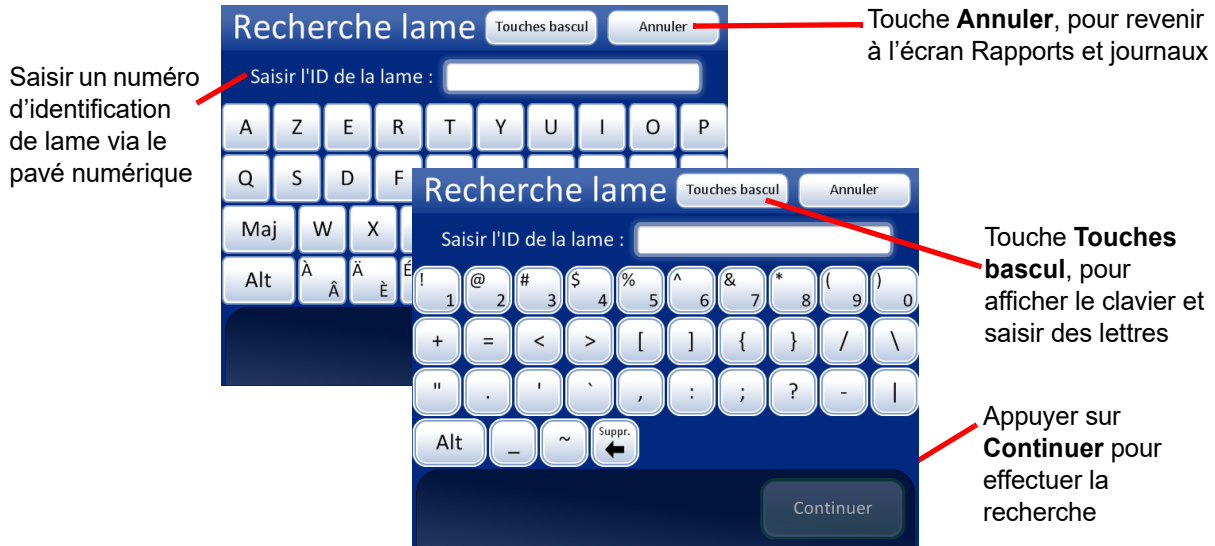 Recherche lame Touches bascul Annuler
Saisir l'ID de la lame :
A Z E R T Y U I O P
Q S D F
Maj W X
Alt À Â Ä È É
Touche Annuler, pour revenir
à l’écran Rapports et journaux
Saisir un numéro
d’identification
de lame via le
pavé numérique
Recherche lame Touches bascul Annuler
Saisir l'ID de la lame :
! 1 @ 2 # 3 $ 4 % 5 ^ 6 & 7 * 8 ( 9 ) 0
+ = < > [ ] { } / \
" . ' ` , : ; ? - |
Alt _ ~ Suppr.
Continuer
Touche Touches
bascul, pour
afficher le clavier et
saisir des lettres
Appuyer sur
Continuer pour
effectuer la
recherche